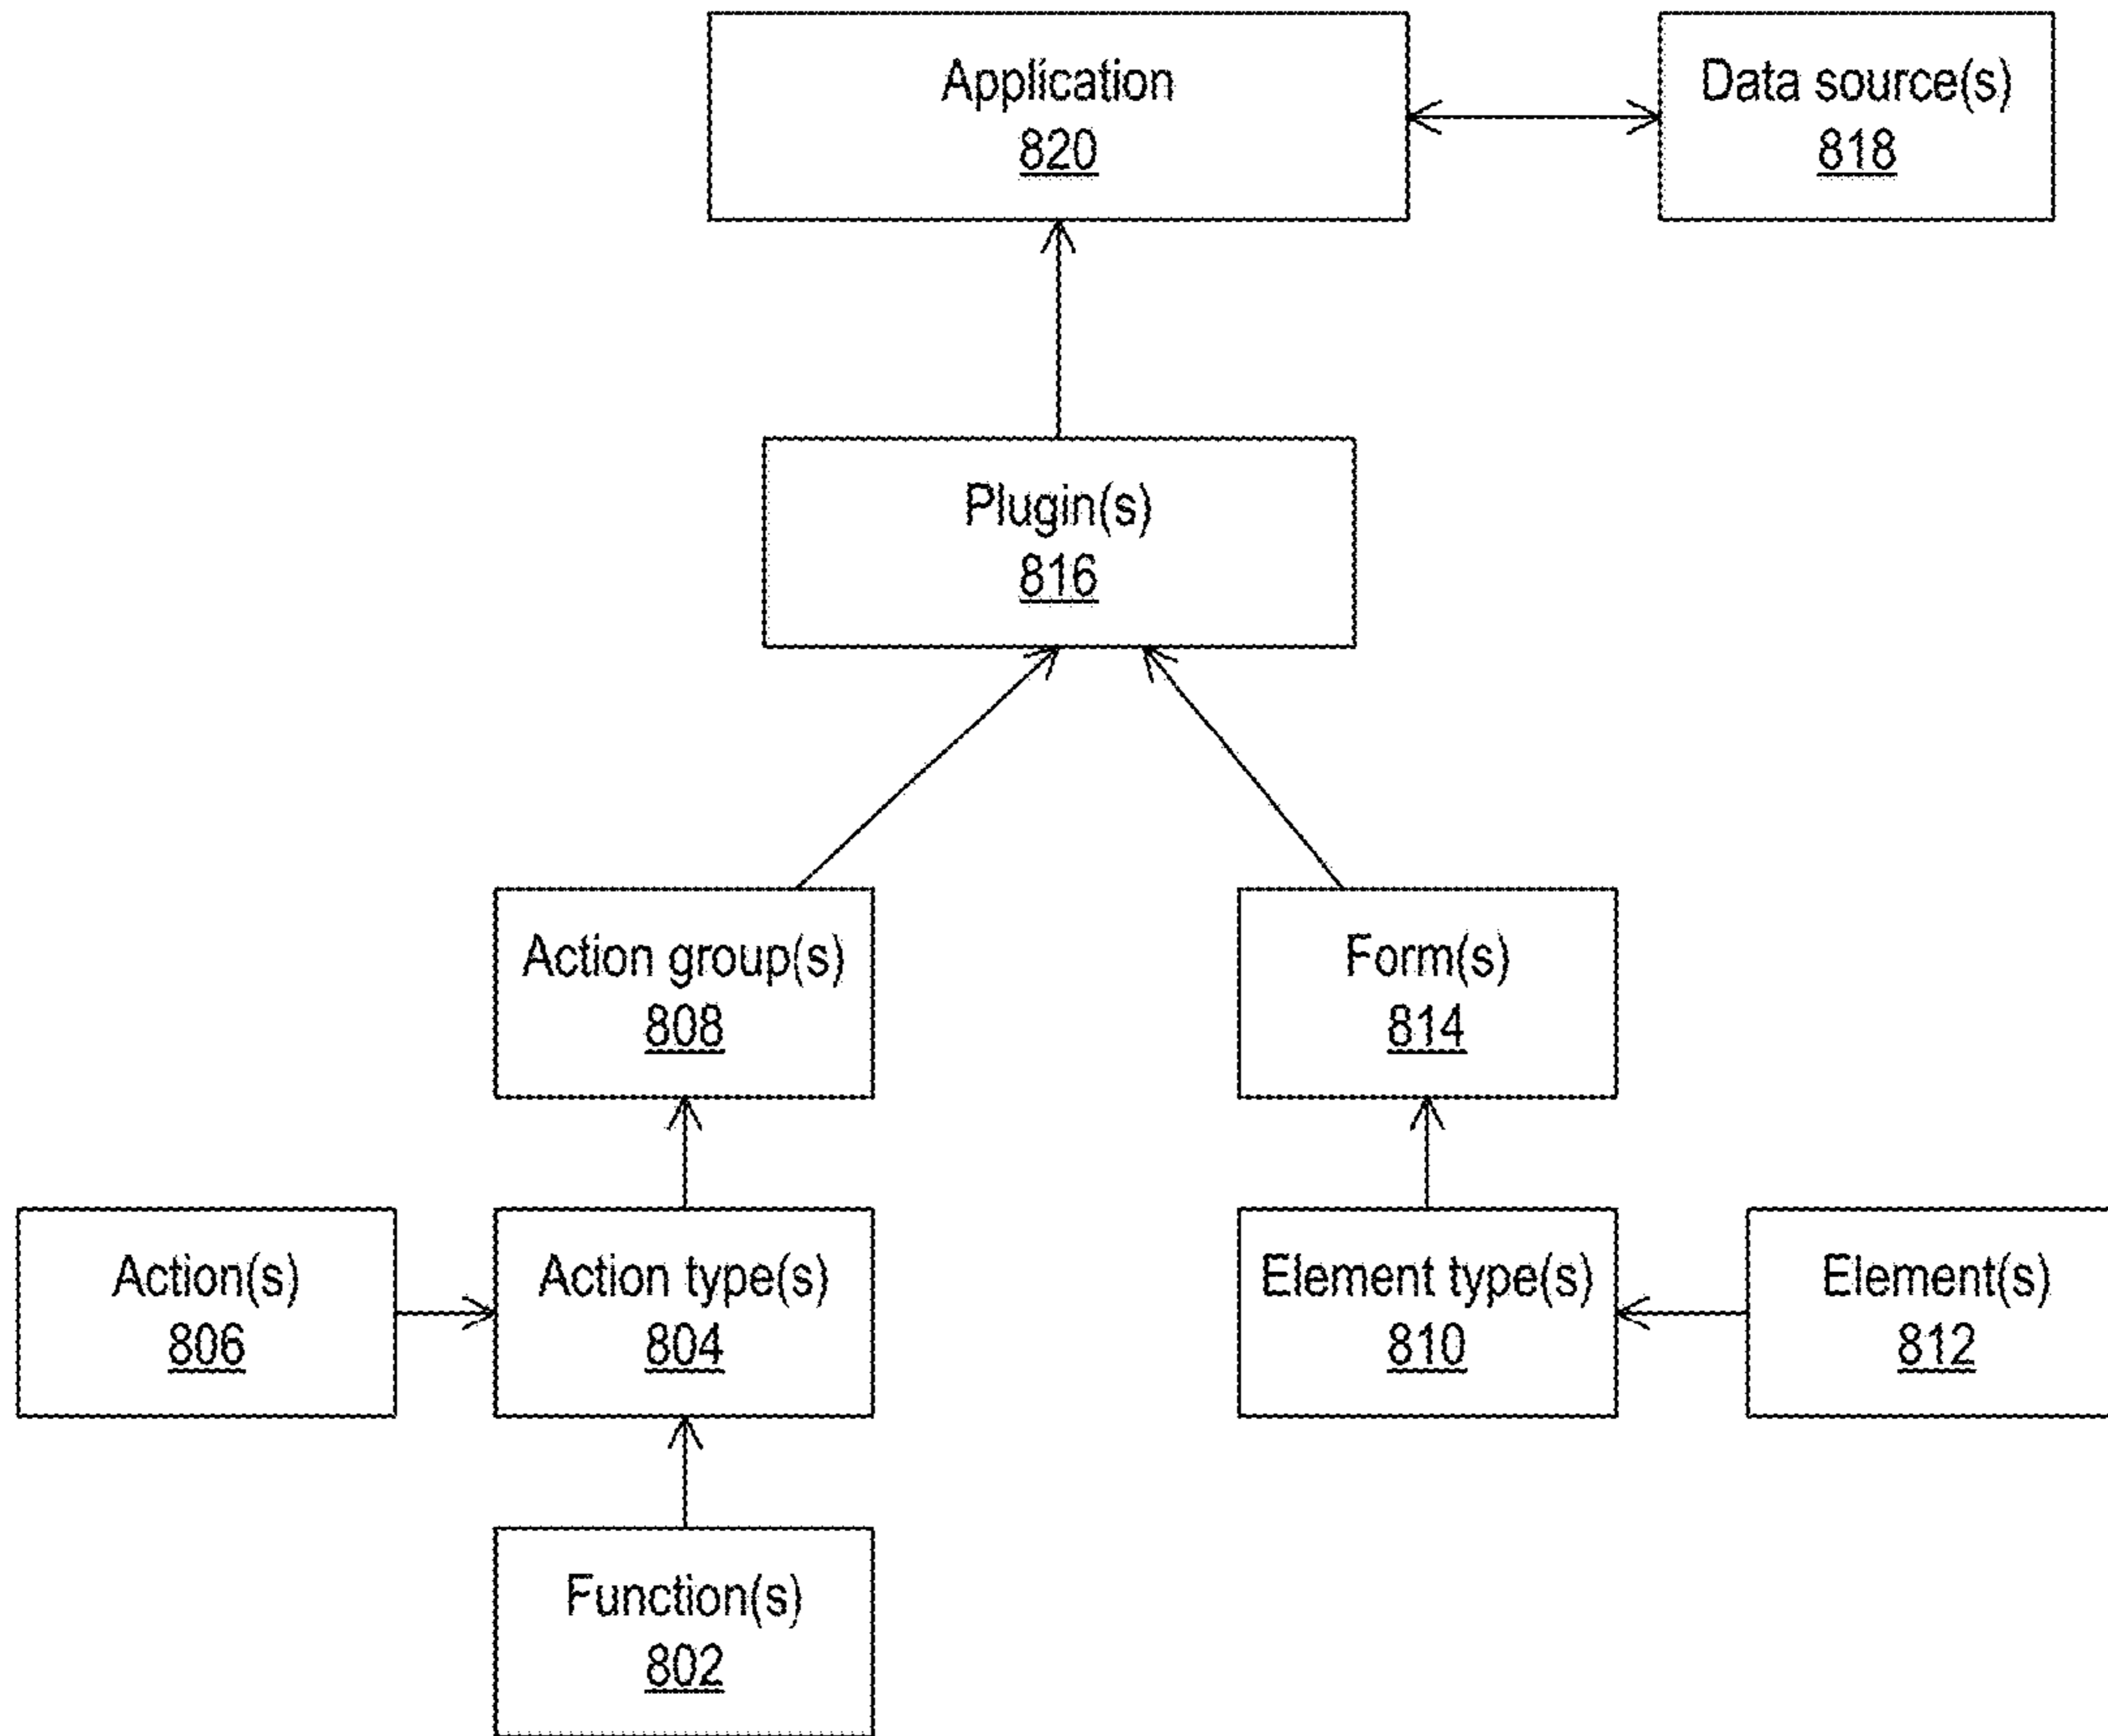 Application
820
Data source(s)
818
Plugin(s)
816
Action group(s)
808
Form(s)
814
Action(s)
806
Action type(s)
804
Element type(s)
810
Element(s)
812
Function(s)
802